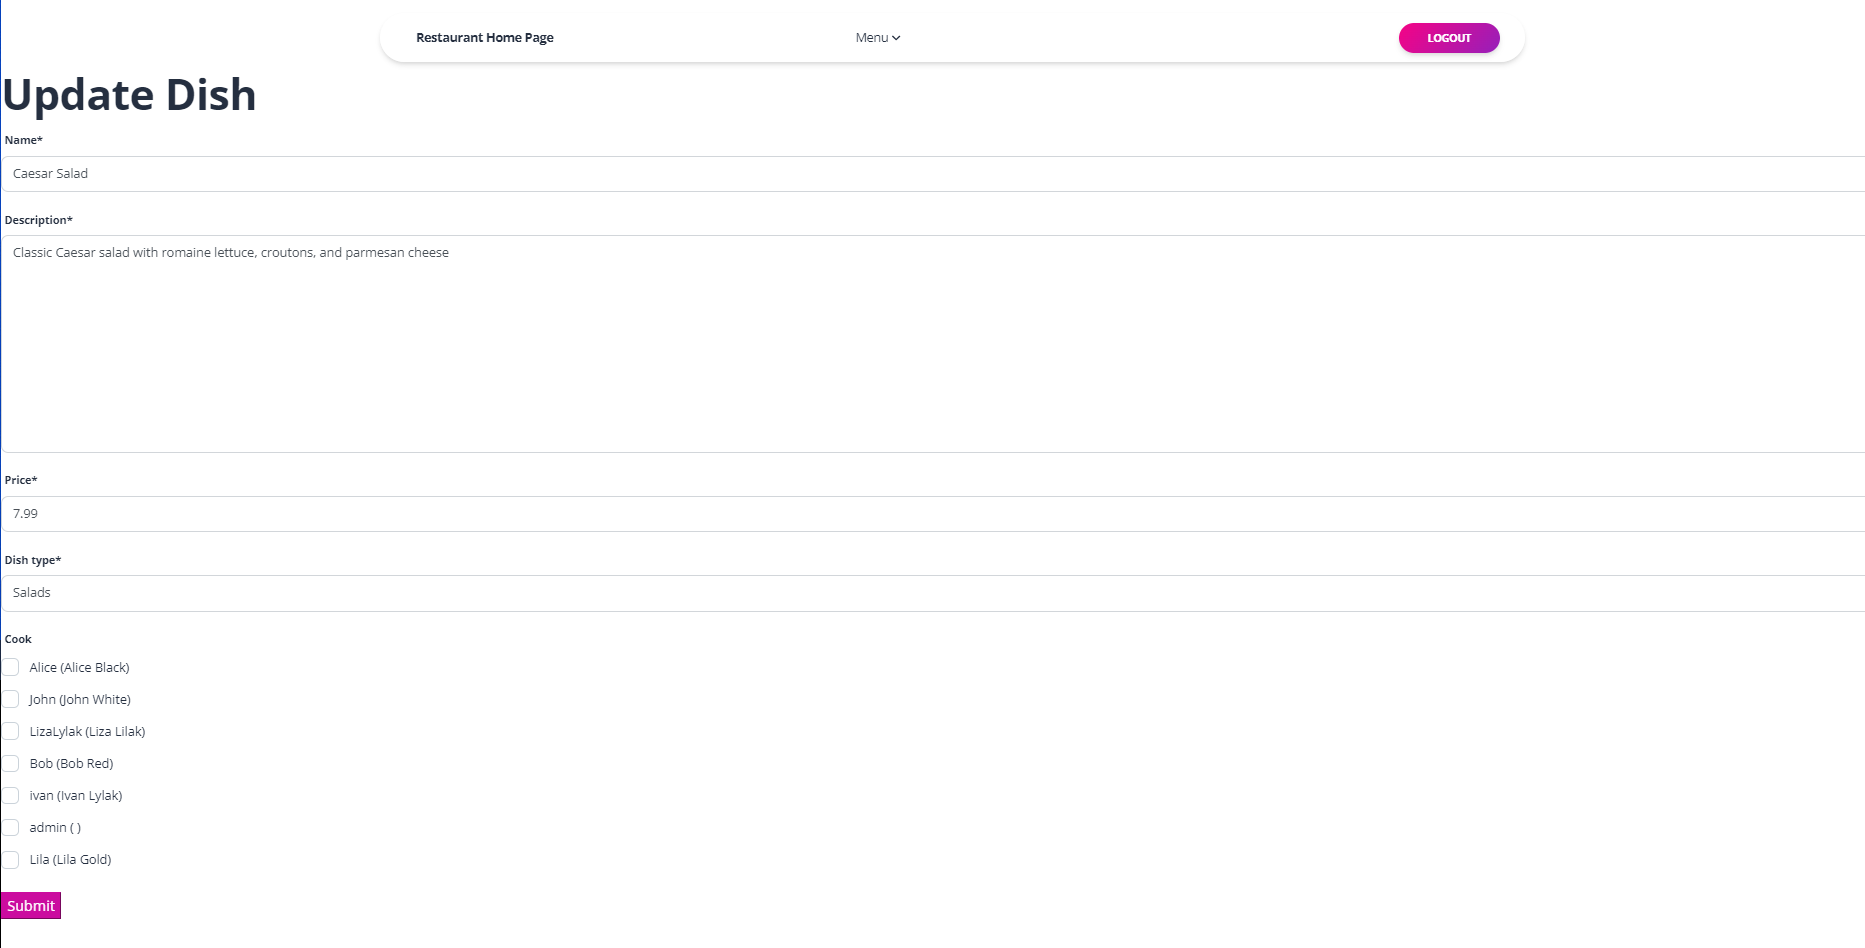 Restaurant Home Page
Menu
LOGOUT
Update Dish
Name*
Caesar Salad
Description*
Classic Caesar salad with romaine lettuce, croutons, and parmesan cheese
Price*
7.99
Dish type*
Salads
Cook
Alice (Alice Black)
John (John White)
LizaLylak (Liza Lilak)
Bob (Bob Red)
ivan (Ivan Lylak)
admin ( )
Lila (Lila Gold)
Submit